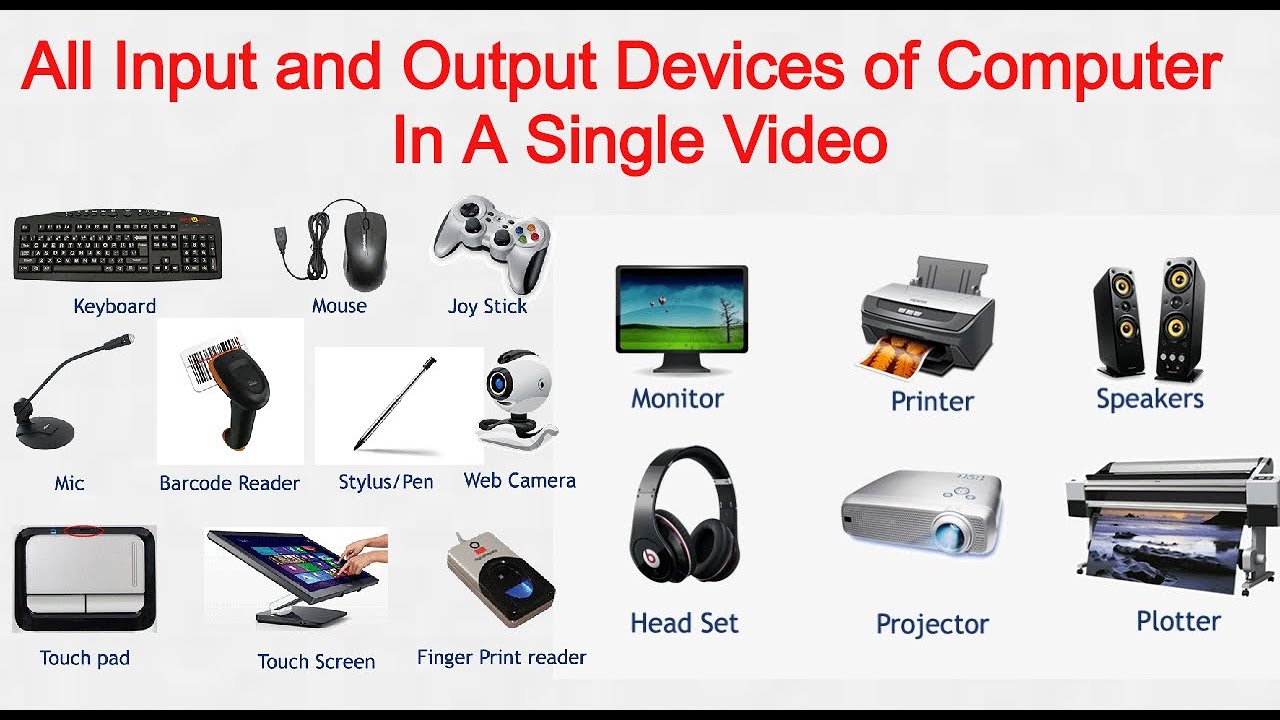 All Input and Output Devices of Computer
In A Single Video
Keyboard
Mouse
Joy Stick
Mic
Barcode Reader
Stylus/Pen
Web Camera
Touch pad
Touch Screen
Finger Print reader
Monitor
Printer
Speakers
Head Set
Projector
Plotter